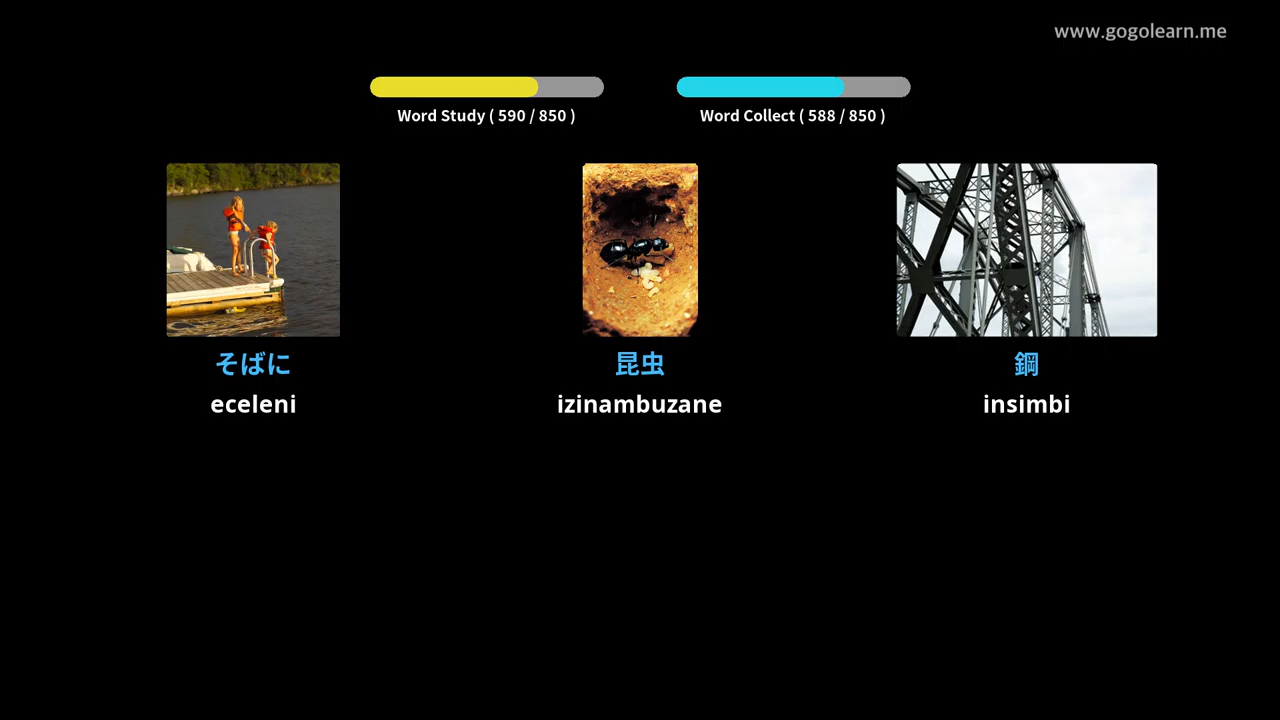 www.gogolearn.me
Word Study ( 590 / 850 )
Word Collect ( 588 / 850 )
そばに
eceleni
昆虫
izinambuzane
鋼
insimbi